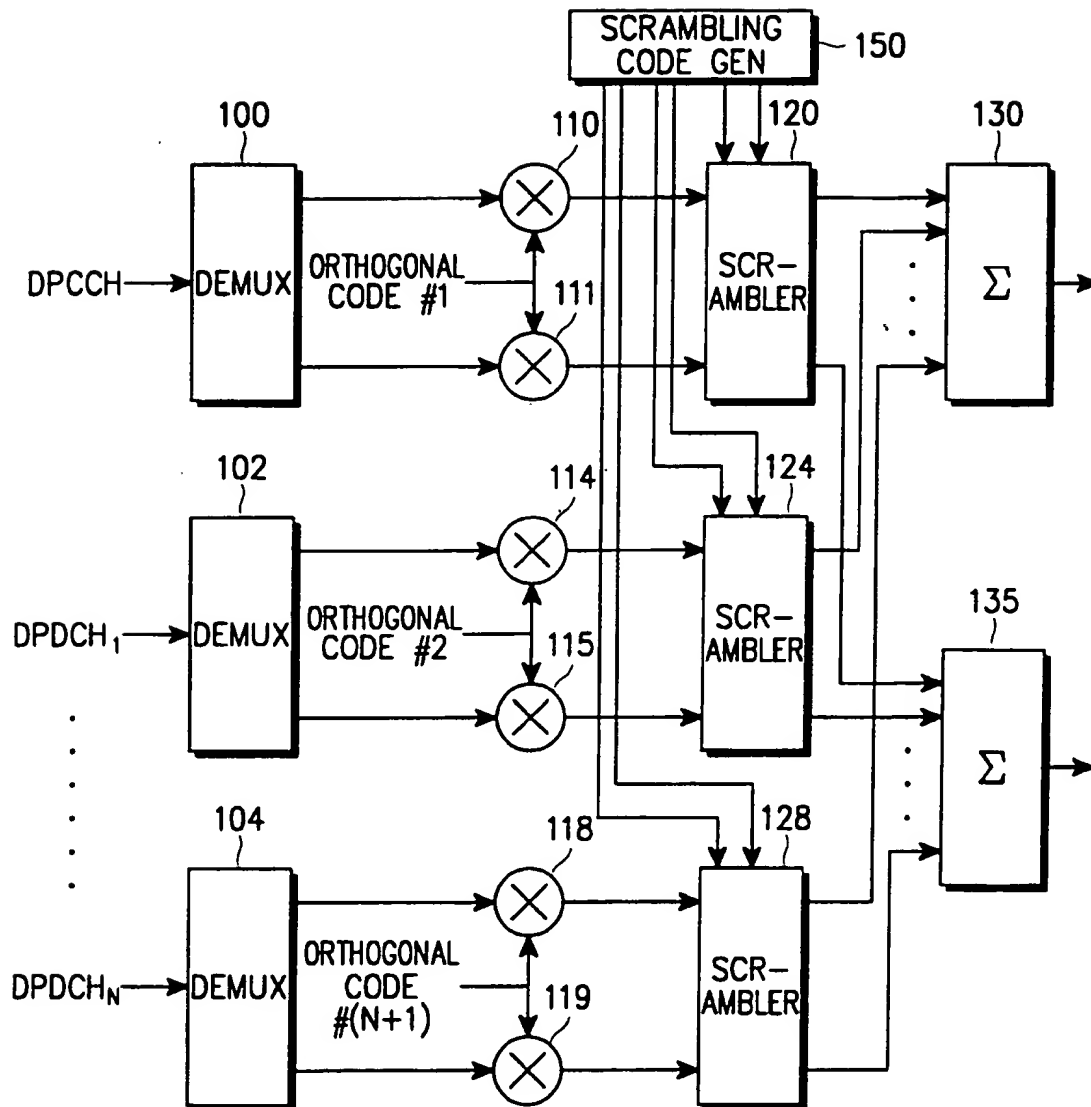 SCRAMBLING
CODE GEN
150
100
110
120
130
DPCCH
DEMUX
ORTHOGONAL
CODE #1
111
SCR-
AMBLER
Σ
102
114
124
DPDCH₁
DEMUX
ORTHOGONAL
CODE #2
115
SCR-
AMBLER
135
Σ
104
118
128
DPDCHN
DEMUX
ORTHOGONAL
CODE
#(N+1)
119
SCR-
AMBLER